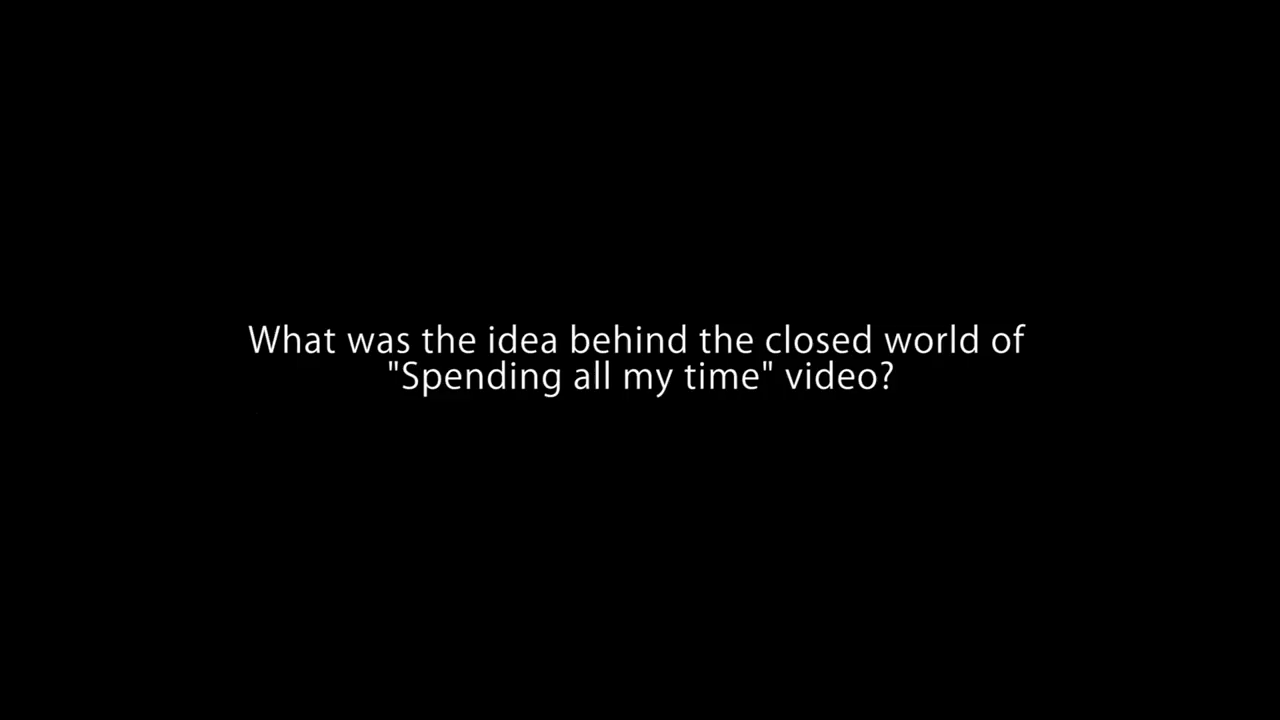 What was the idea behind the closed world of
"Spending all my time" video?